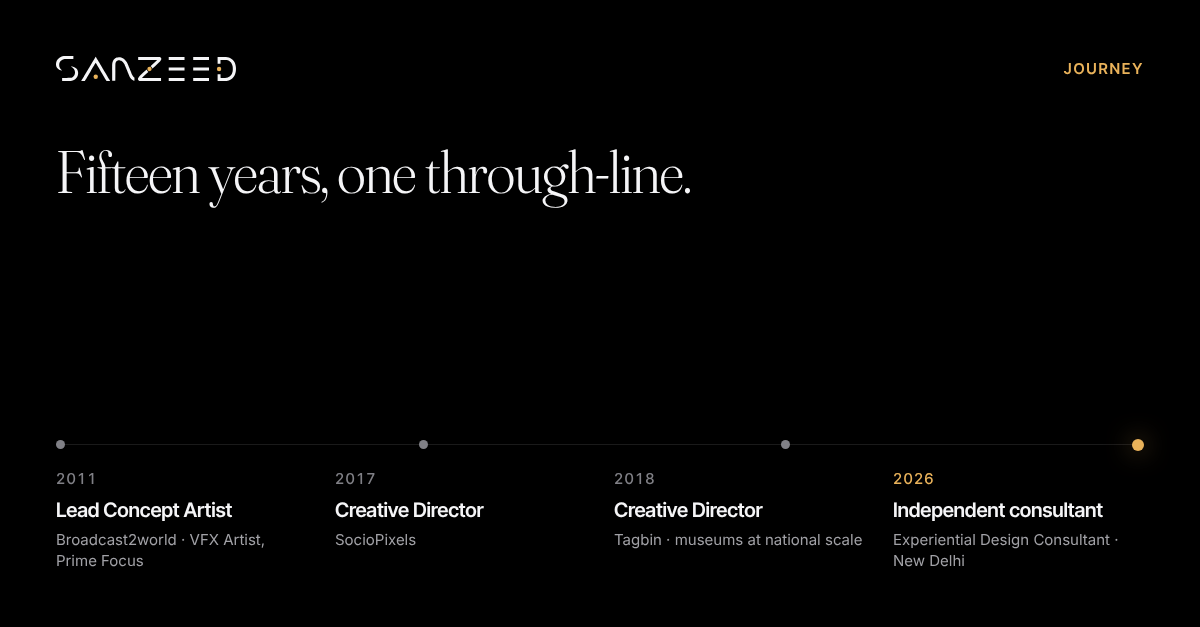 SANZEED
JOURNEY
Fifteen years, one through-line.
2011
Lead Concept Artist
Broadcast2world · VFX Artist,
Prime Focus
2017
Creative Director
SocioPixels
2018
Creative Director
Tagbin · museums at national scale
2026
Independent consultant
Experiential Design Consultant ·
New Delhi